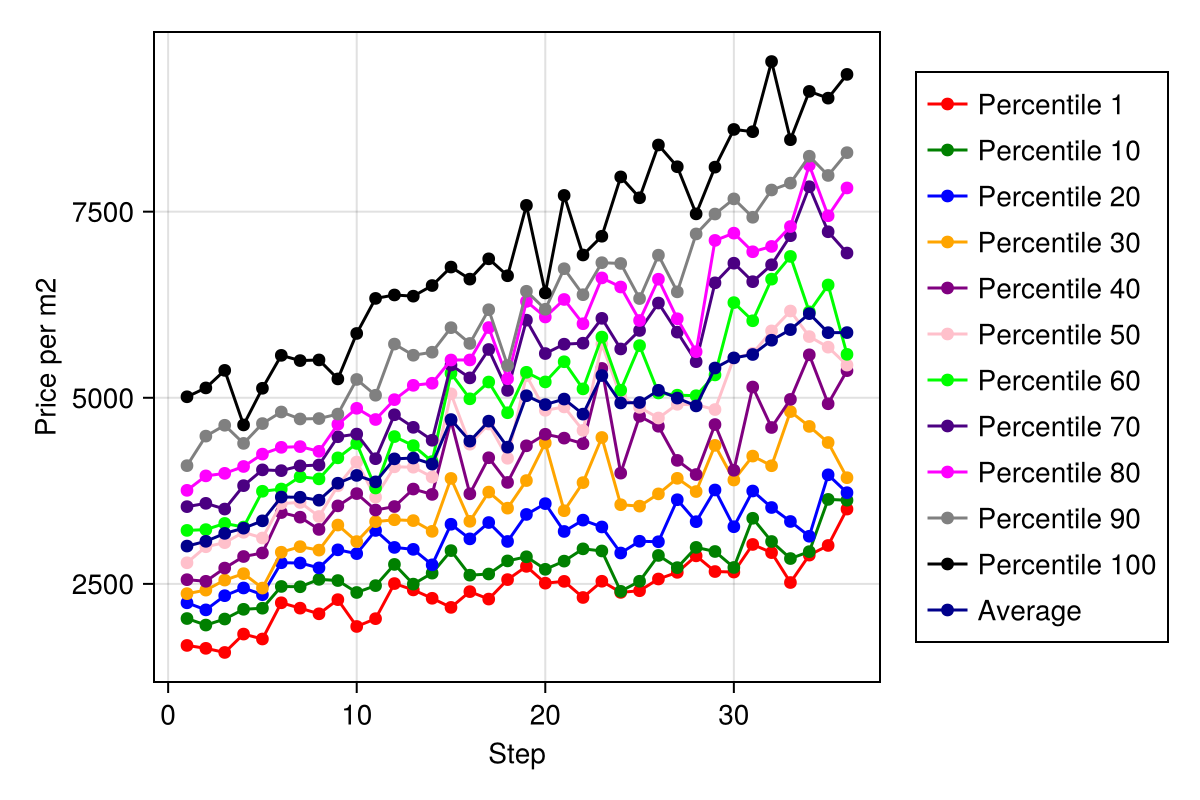 7500
5000
2500
Price per m2
0 10 20 30
Step
Percentile 1
Percentile 10
Percentile 20
Percentile 30
Percentile 40
Percentile 50
Percentile 60
Percentile 70
Percentile 80
Percentile 90
Percentile 100
Average